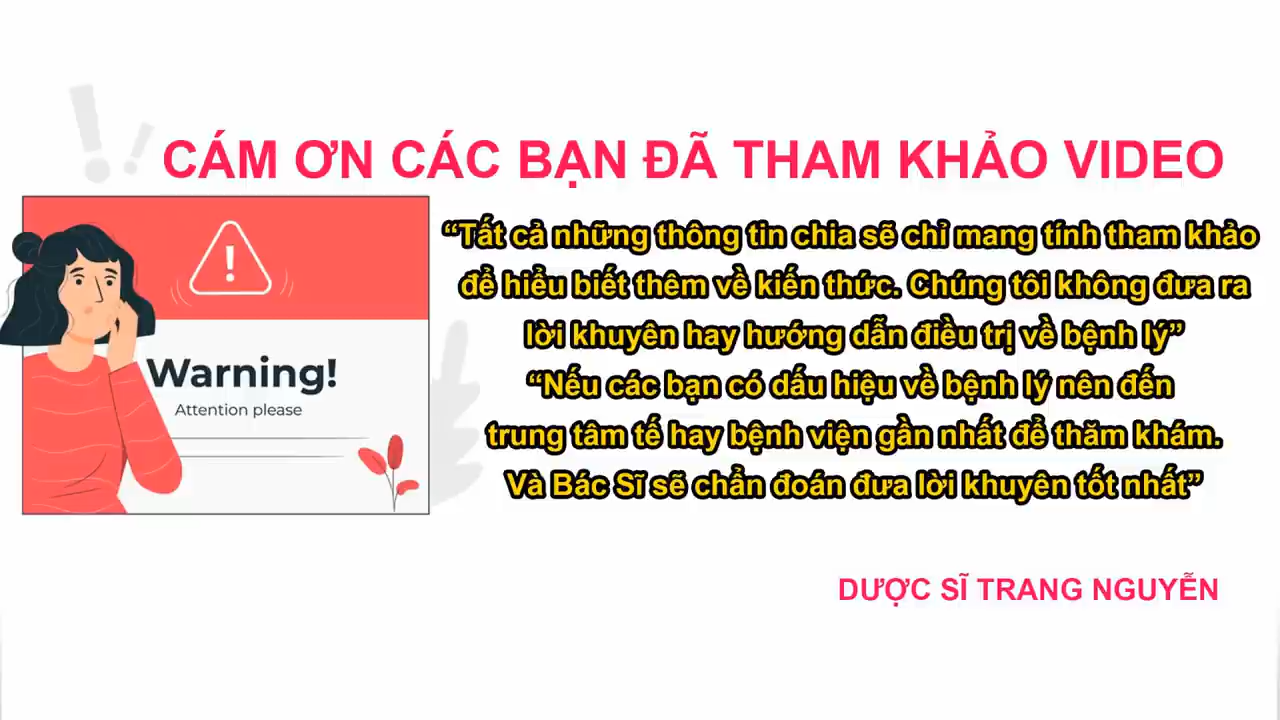 CÁM ƠN CÁC BẠN ĐÃ THAM KHẢO VIDEO
“Tất cả những thông tin chia sẽ chỉ mang tính tham khảo
để hiểu biết thêm về kiến thức. Chúng tôi không đưa ra
lời khuyên hay hướng dẫn điều trị về bệnh lý”
“Nếu các bạn có dấu hiệu về bệnh lý nên đến
trung tâm tế hay bệnh viện gần nhất để thăm khám.
Và Bác Sĩ sẽ chẩn đoán đưa lời khuyên tốt nhất”
Warning!
Attention please
DƯỢC SĨ TRANG NGUYỄN